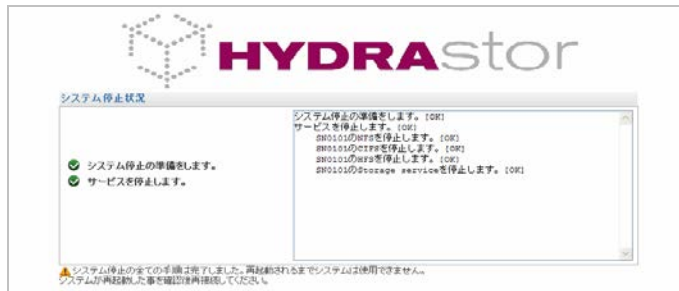 HYDRAstor
システム停止状況
システム停止の準備をします。
サービスを停止します。
システム停止の準備をします。 [OK]
サービスを停止します。 [OK]
SN0101のNFSを停止します。 [OK]
SN0101のCIFSを停止します。 [OK]
SN0101のHFSを停止します。 [OK]
SN0101のStorage serviceを停止します。 [OK]
システム停止の全ての手順は完了しました。再起動されるまでシステムは使用できません。
システムが再起動した事を確認後再接続してください。